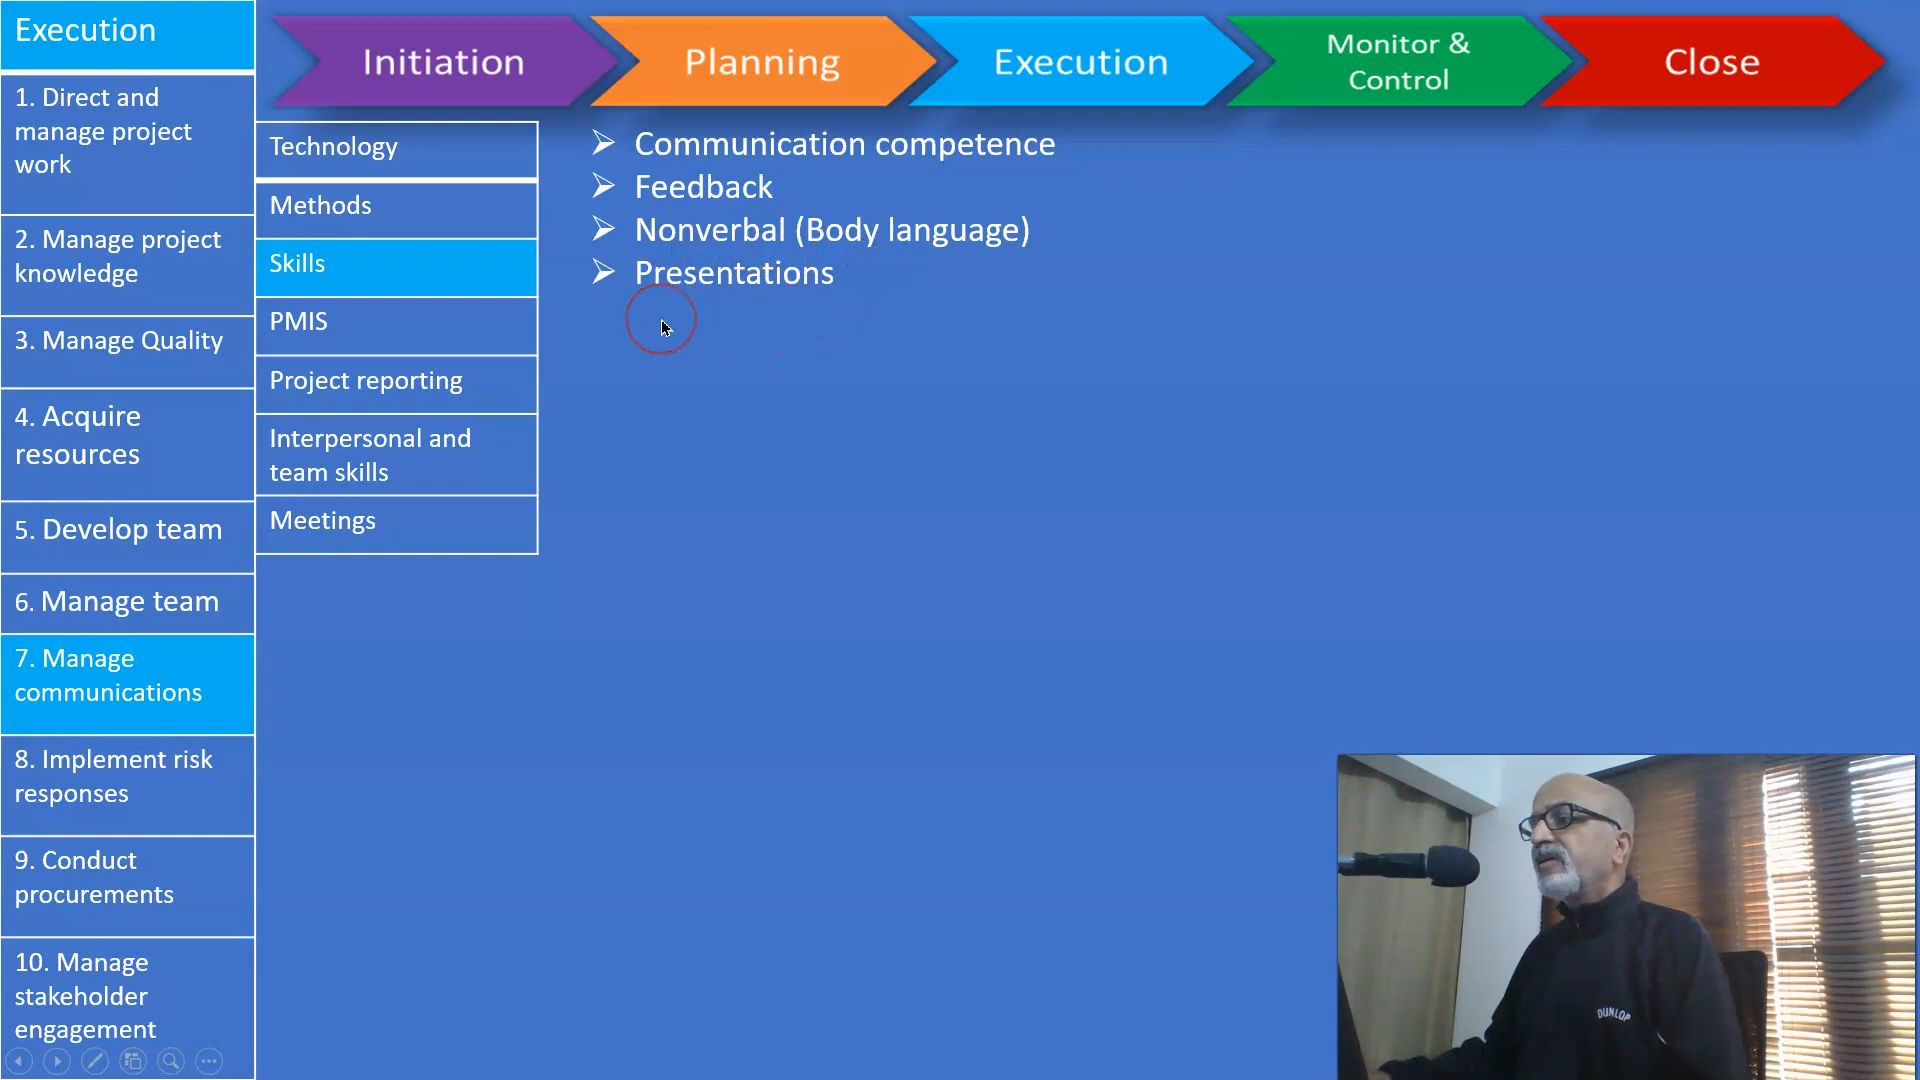 Execution
1. Direct and
manage project
work
2. Manage project
knowledge
3. Manage Quality
4. Acquire
resources
5. Develop team
6. Manage team
7. Manage
communications
8. Implement risk
responses
9. Conduct
procurements
10. Manage
stakeholder
engagement
Initiation
Planning
Execution
Monitor &
Control
Close
Technology
Methods
Skills
PMIS
Project reporting
Interpersonal and
team skills
Meetings
Communication competence
Feedback
Nonverbal (Body language)
Presentations
DUNLOP